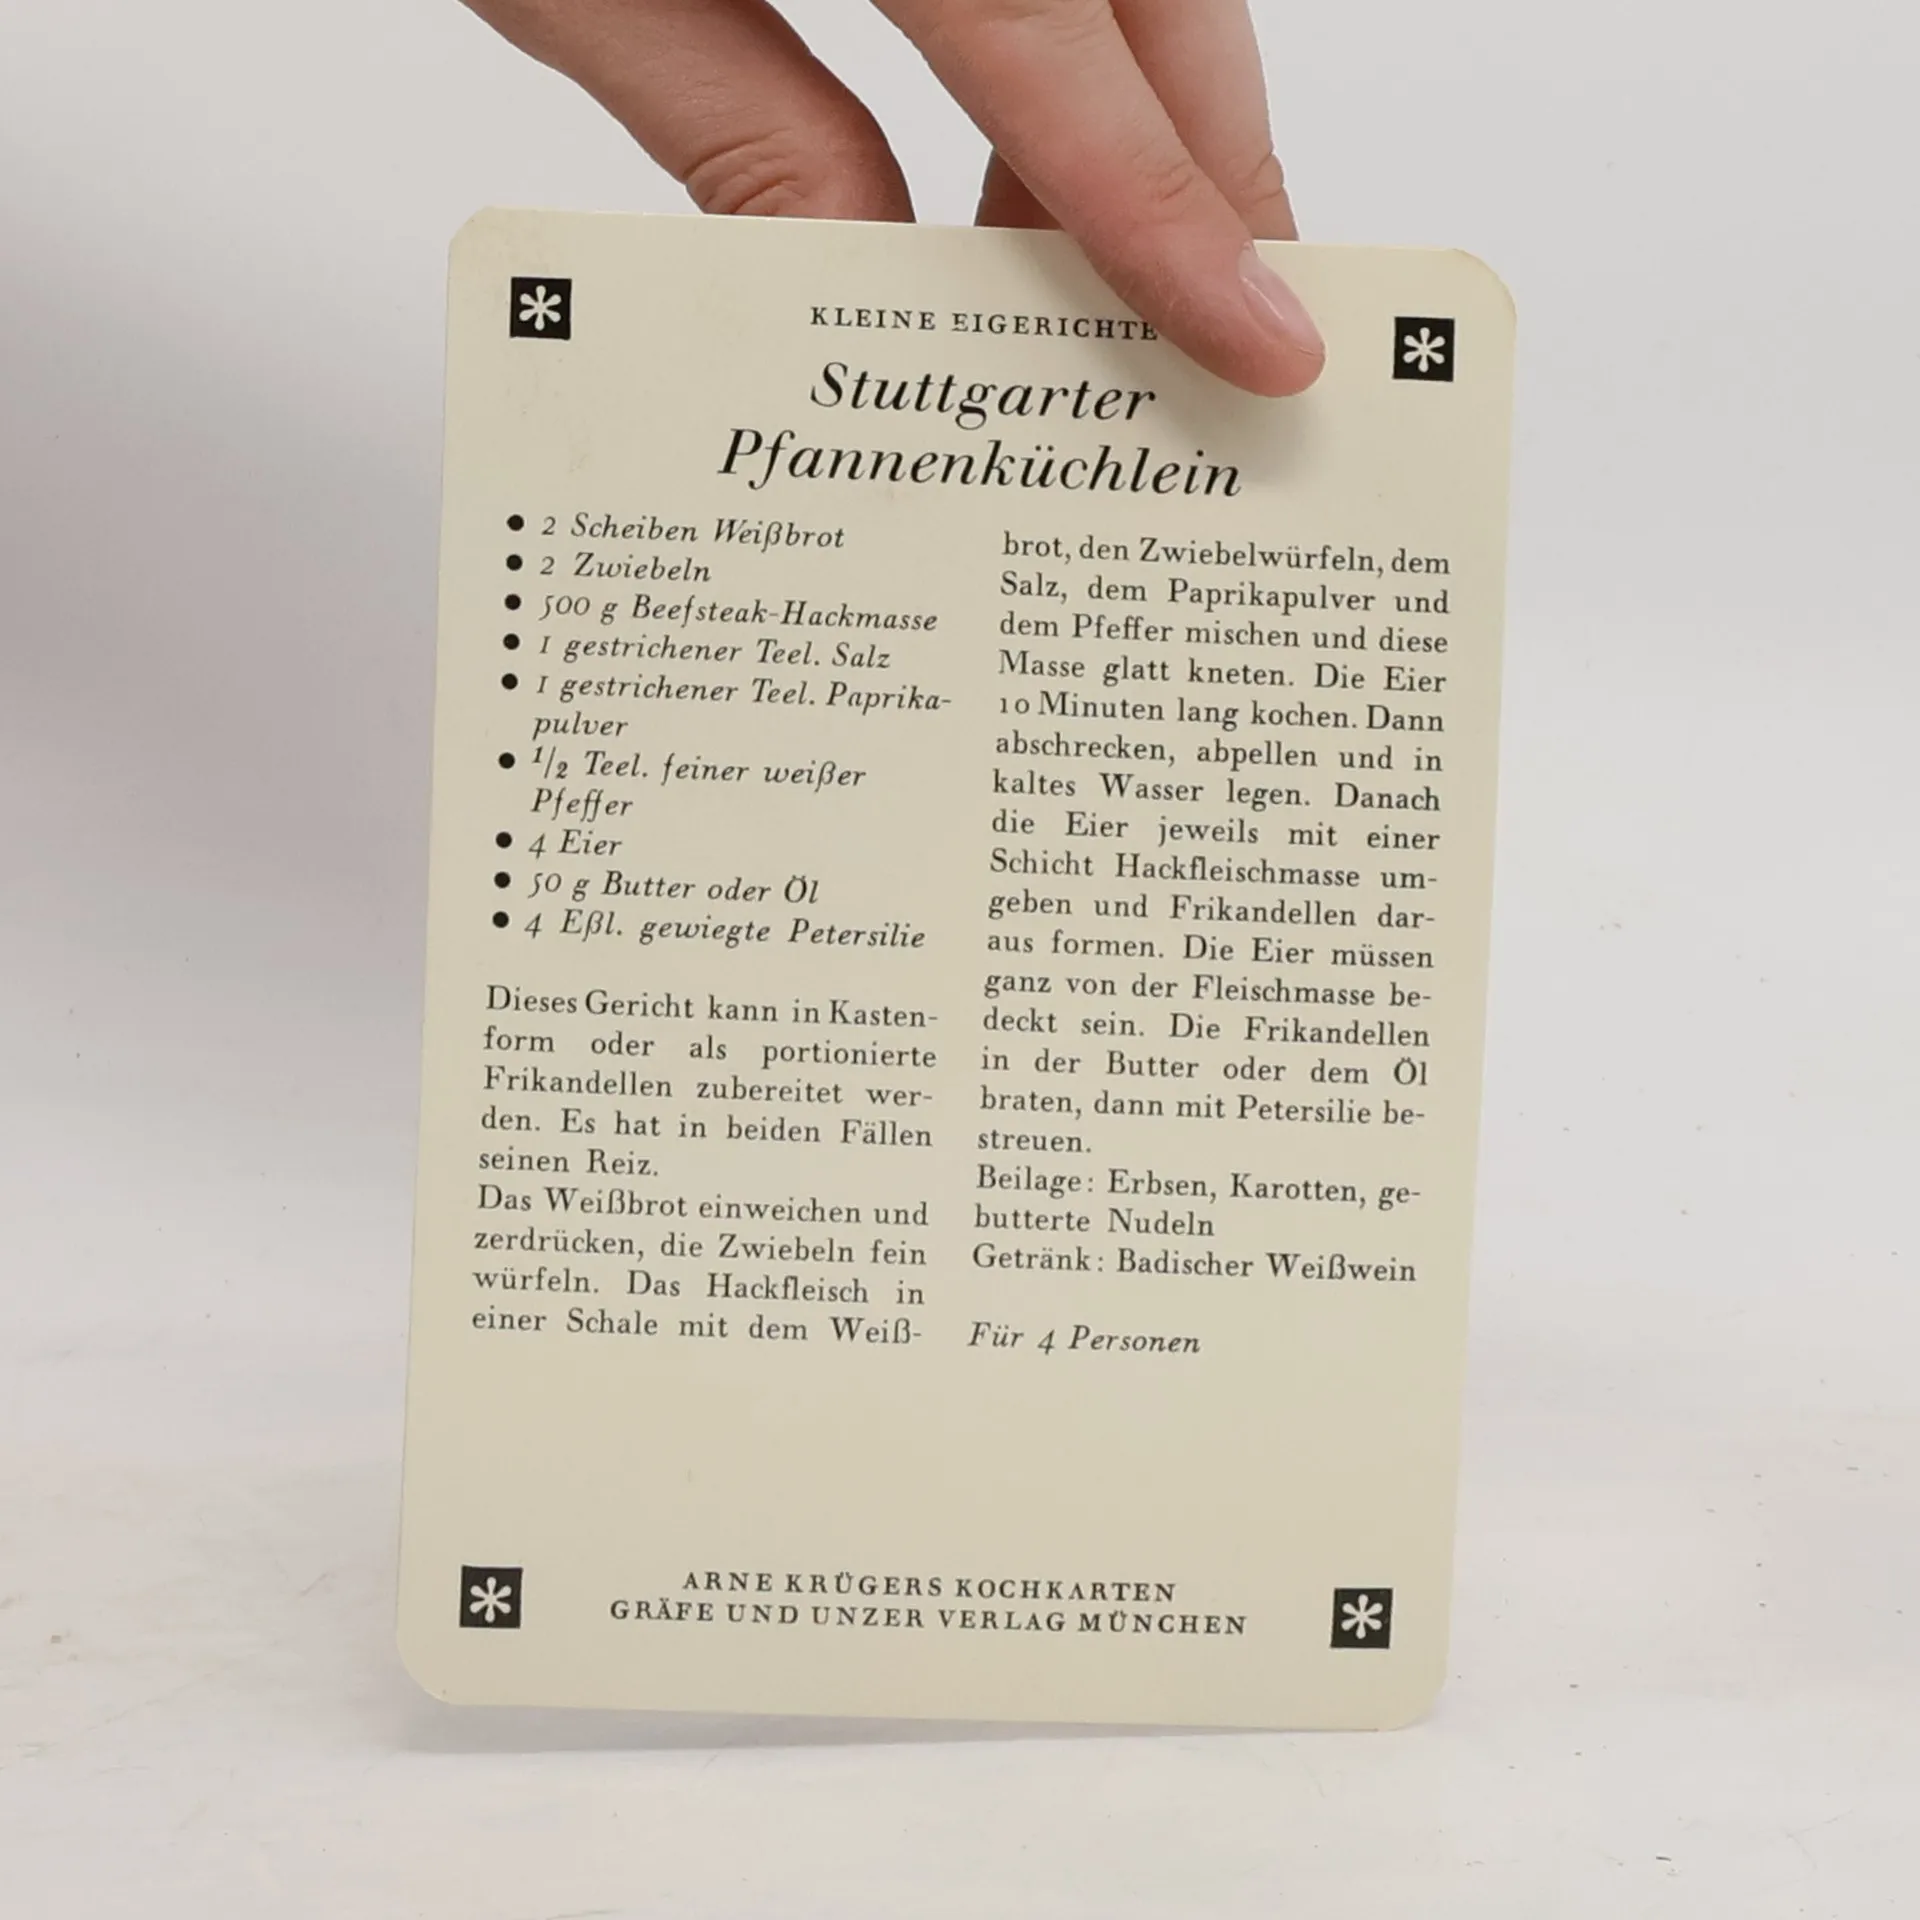 KLEINE EIGERICHTE
Stuttgarter
Pfannenküchlein
● 2 Scheiben Weißbrot
● 2 Zwiebeln
● 500 g Beefsteak-Hackmasse
● 1 gestrichener Teel. Salz
● 1 gestrichener Teel. Paprika-
pulver
● 1/2 Teel. feiner weißer
Pfeffer
● 4 Eier
● 50 g Butter oder Öl
● 4 Eßl. gewiegte Petersilie
Dieses Gericht kann in Kasten-
form oder als portionierte
Frikandellen zubereitet wer-
den. Es hat in beiden Fällen
seinen Reiz.
Das Weißbrot einweichen und
zerdrücken, die Zwiebeln fein
würfeln. Das Hackfleisch in
einer Schale mit dem Weiß-
brot, den Zwiebelwürfeln, dem
Salz, dem Paprikapulver und
dem Pfeffer mischen und diese
Masse glatt kneten. Die Eier
10 Minuten lang kochen. Dann
abschrecken, abpellen und in
kaltes Wasser legen. Danach
die Eier jeweils mit einer
Schicht Hackfleischmasse um-
geben und Frikandellen dar-
aus formen. Die Eier müssen
ganz von der Fleischmasse be-
deckt sein. Die Frikandellen
in der Butter oder dem Öl
braten, dann mit Petersilie be-
streuen.
Beilage: Erbsen, Karotten, ge-
butterte Nudeln
Getränk: Badischer Weißwein
Für 4 Personen
ARNE KRÜGERS KOCHKARTEN
GRÄFE UND UNZER VERLAG MÜNCHEN